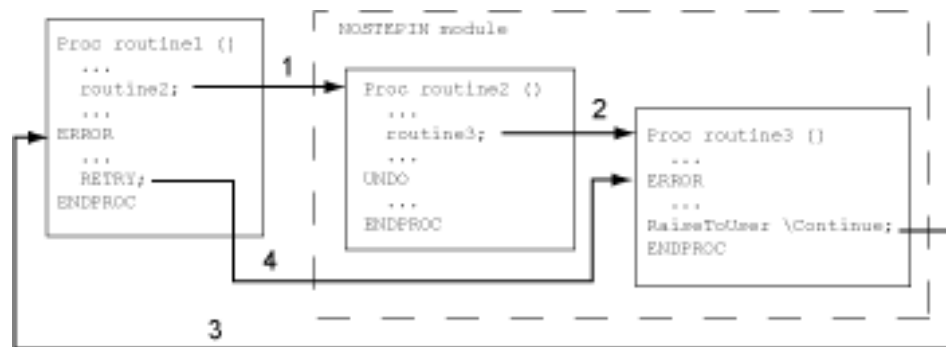 NOSTEPIN module
Proc routine1 ()
...
routine2;
...
ERROR
...
RETRY;
ENDPROC
1
Proc routine2 ()
...
routine3;
...
UNDO
...
ENDPROC
2
Proc routine3 ()
...
ERROR
...
RaiseToUser \Continue;
ENDPROC
4
3